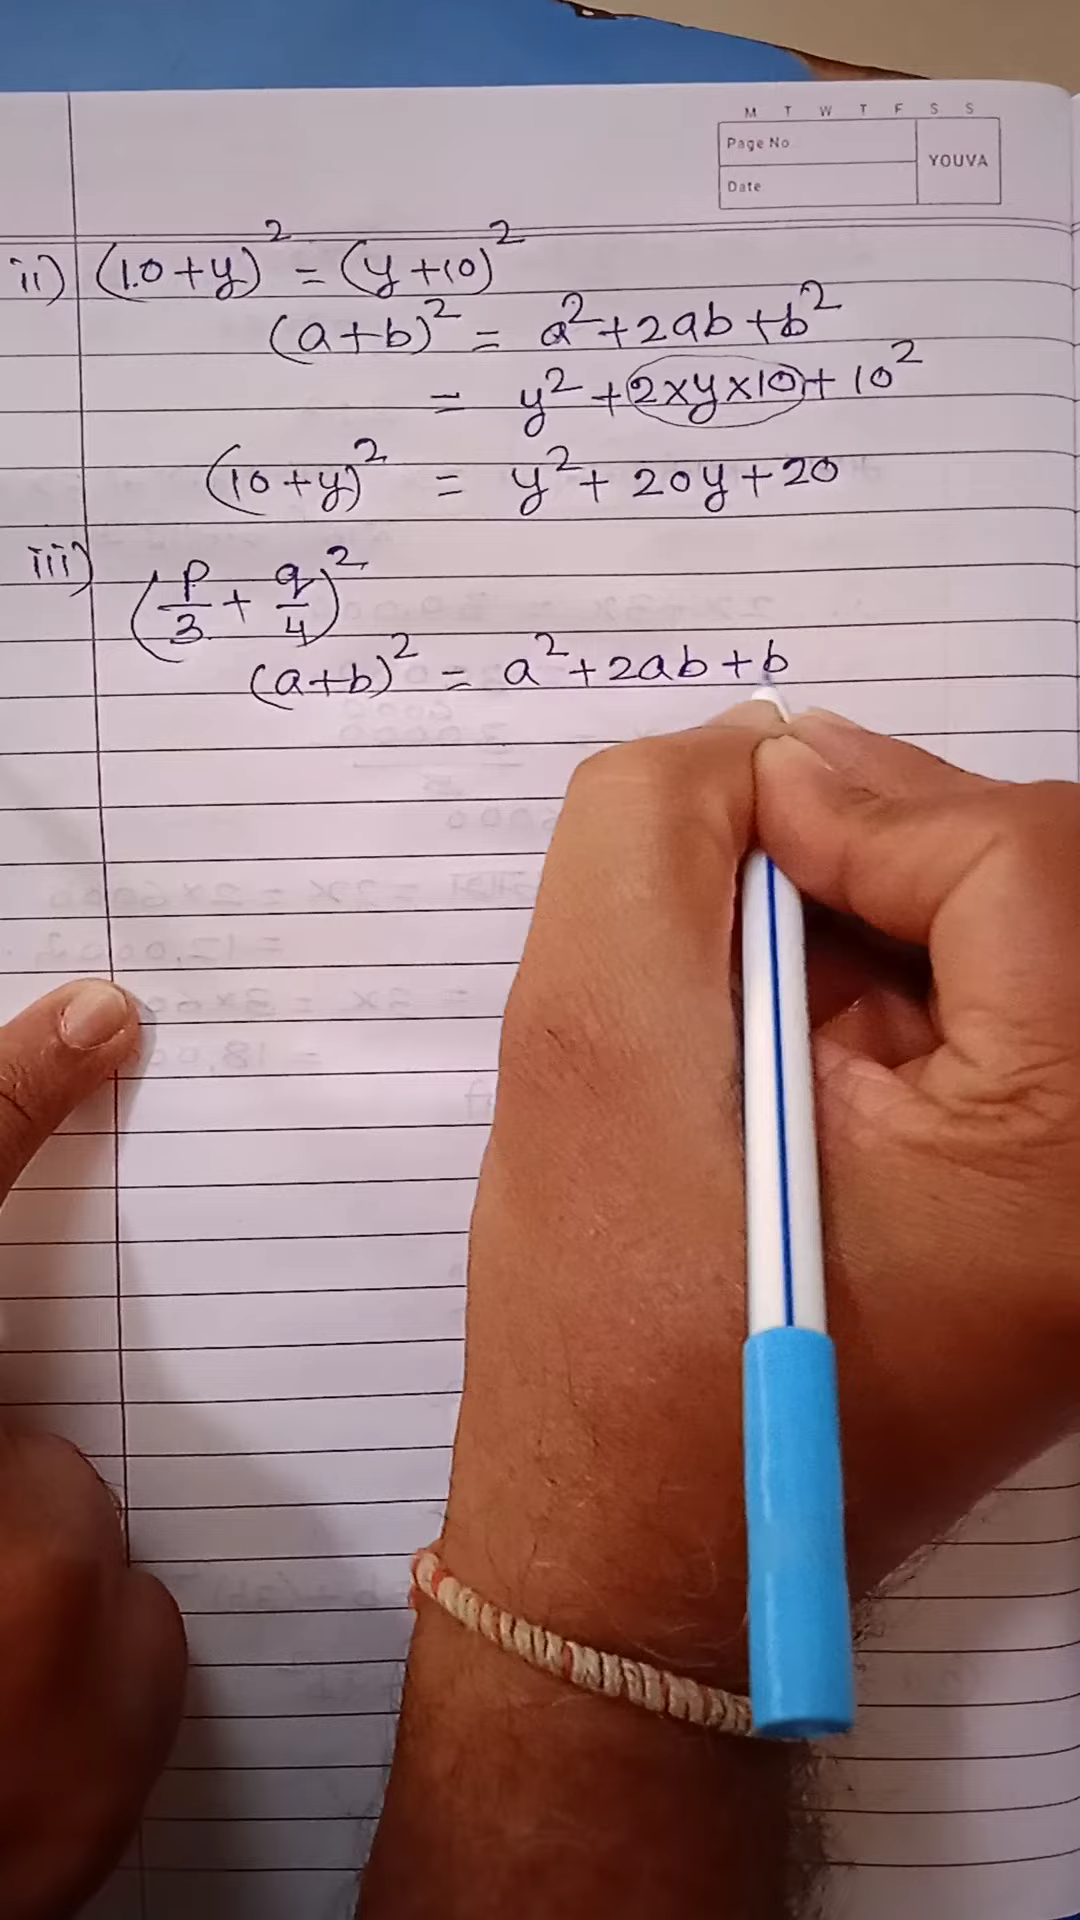 M T W T F S S
Page No
YOUVA
Date
ii) (10+y)² = (y+10)²
(a+b)² = a²+2ab+b²
= y² + 2×y×10 + 10²
(10+y)² = y² + 20y + 20
iii) (p/3 + q/4)²
(a+b)² = a²+2ab+b